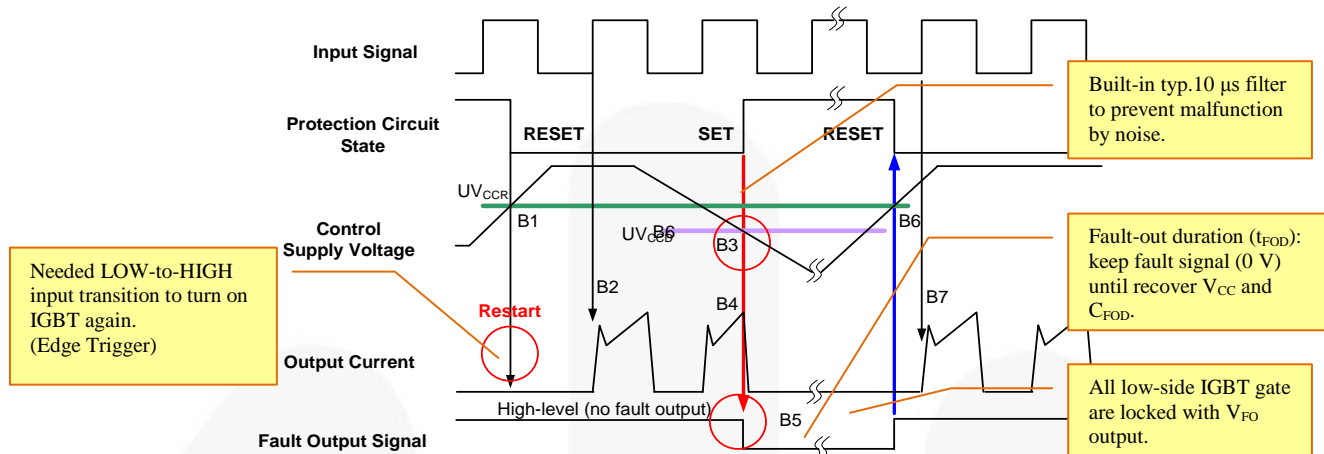 Input Signal
Built-in typ.10 µs filter
to prevent malfunction
by noise.
Protection Circuit
State
RESET
SET
RESET
UVCCR
B1
B6
Control
Supply Voltage
UVCCD
B6
B3
Fault-out duration (tFOD):
keep fault signal (0 V)
until recover VCC and
CFOD.
Needed LOW-to-HIGH
input transition to turn on
IGBT again.
(Edge Trigger)
B2
B4
B7
Restart
Output Current
High-level (no fault output)
B5
All low-side IGBT gate
are locked with VFO
output.
Fault Output Signal